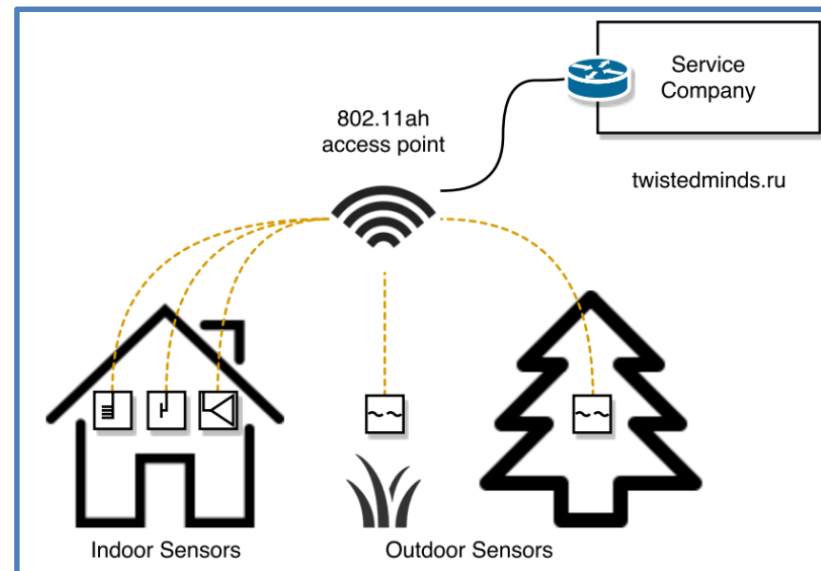 Service
Company
802.11ah
access point
twistedminds.ru
Indoor Sensors
Outdoor Sensors